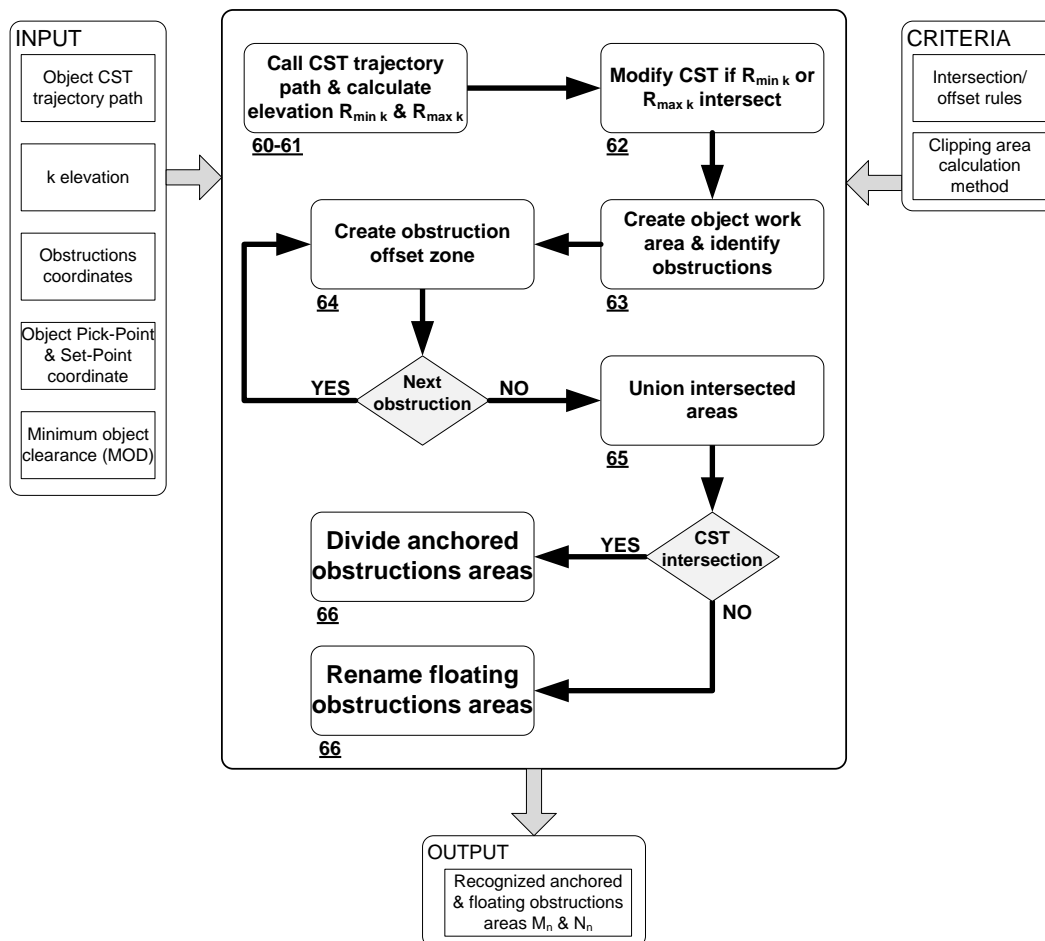 INPUT
Object CST
trajectory path
k elevation
Obstructions
coordinates
Object Pick-Point
& Set-Point
coordinate
Minimum object
clearance (MOD)
Call CST trajectory
path & calculate
elevation Rmin k & Rmax k
60-61
Modify CST if Rmin k or
Rmax k intersect
62
Create object work
area & identify
obstructions
63
Create obstruction
offset zone
64
Next
obstruction
YES
NO
Union intersected
areas
65
CST
intersection
YES
NO
Divide anchored
obstructions areas
66
Rename floating
obstructions areas
66
CRITERIA
Intersection/
offset rules
Clipping area
calculation
method
OUTPUT
Recognized anchored
& floating obstructions
areas Mn & Nn